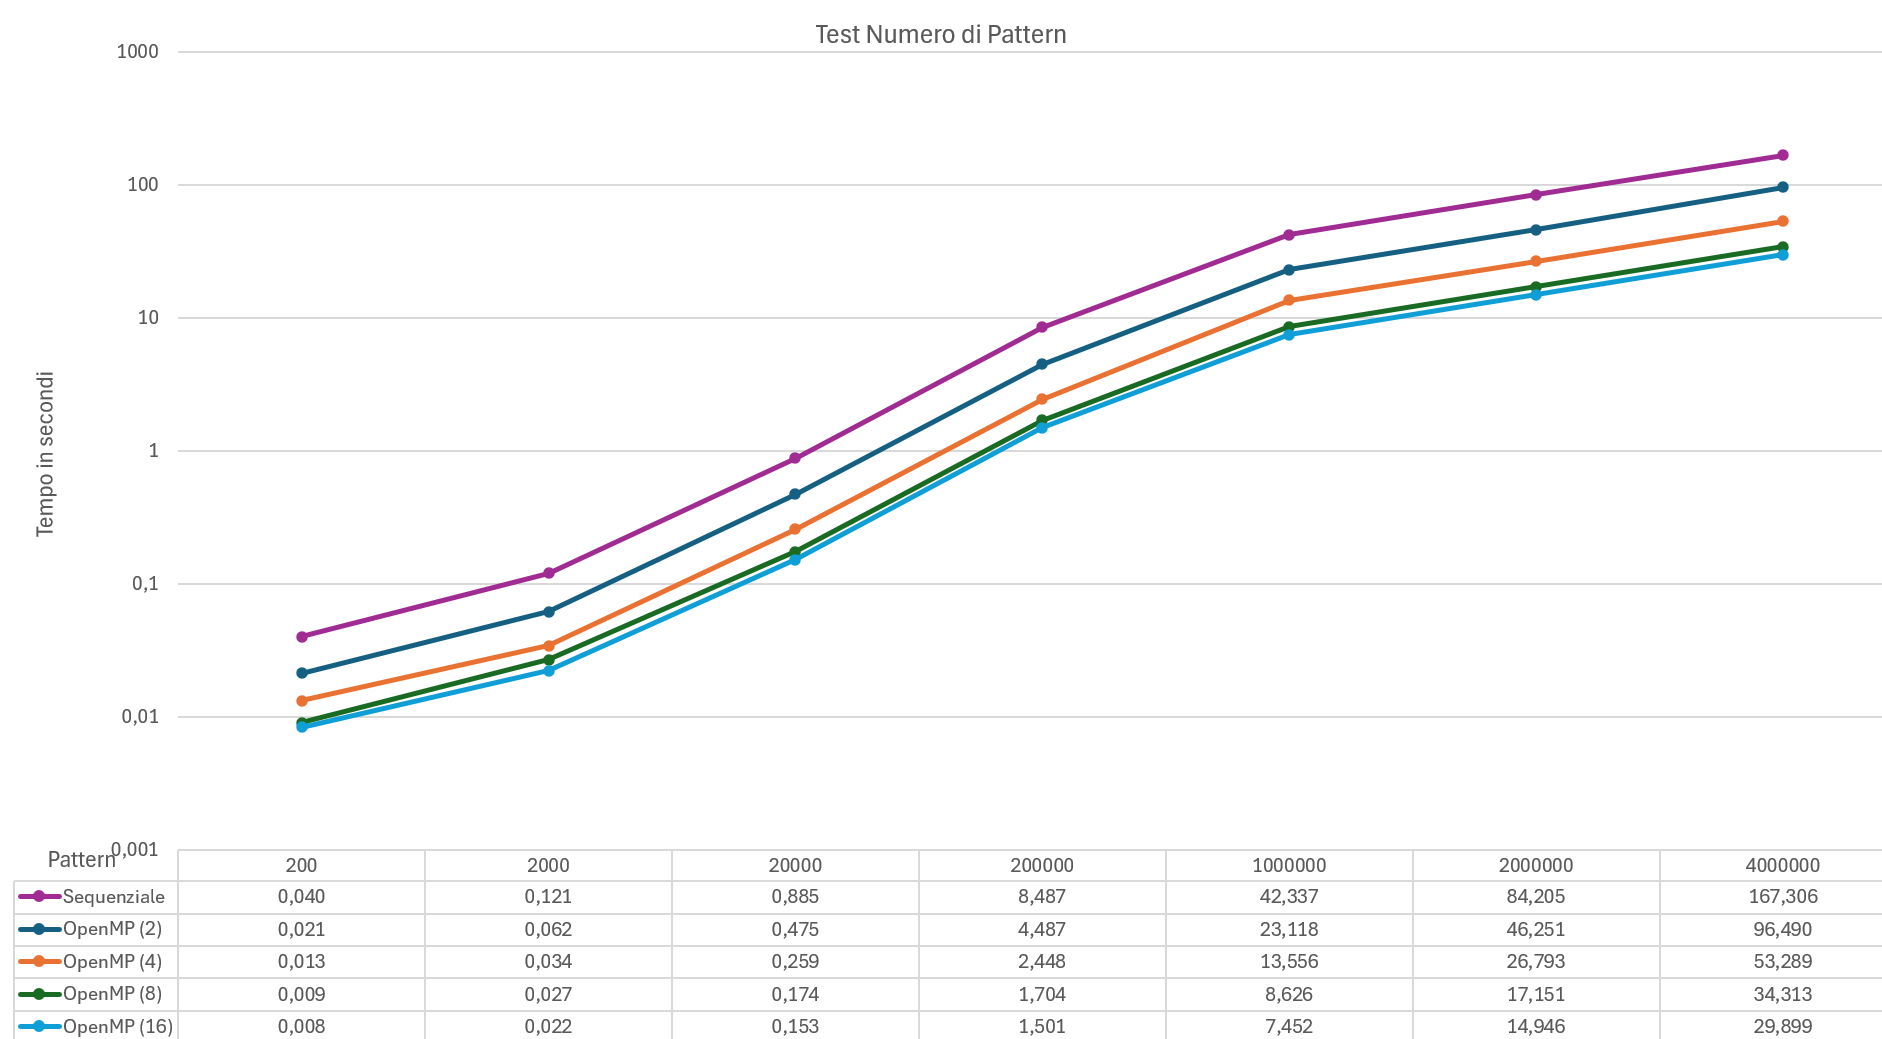 Test Numero di Pattern
1000
100
10
1
0,1
0,01
0,001
Tempo in secondi
Pattern 200 2000 20000 200000 1000000 2000000 4000000
Sequenziale 0,040 0,121 0,885 8,487 42,337 84,205 167,306
OpenMP (2) 0,021 0,062 0,475 4,487 23,118 46,251 96,490
OpenMP (4) 0,013 0,034 0,259 2,448 13,556 26,793 53,289
OpenMP (8) 0,009 0,027 0,174 1,704 8,626 17,151 34,313
OpenMP (16) 0,008 0,022 0,153 1,501 7,452 14,946 29,899